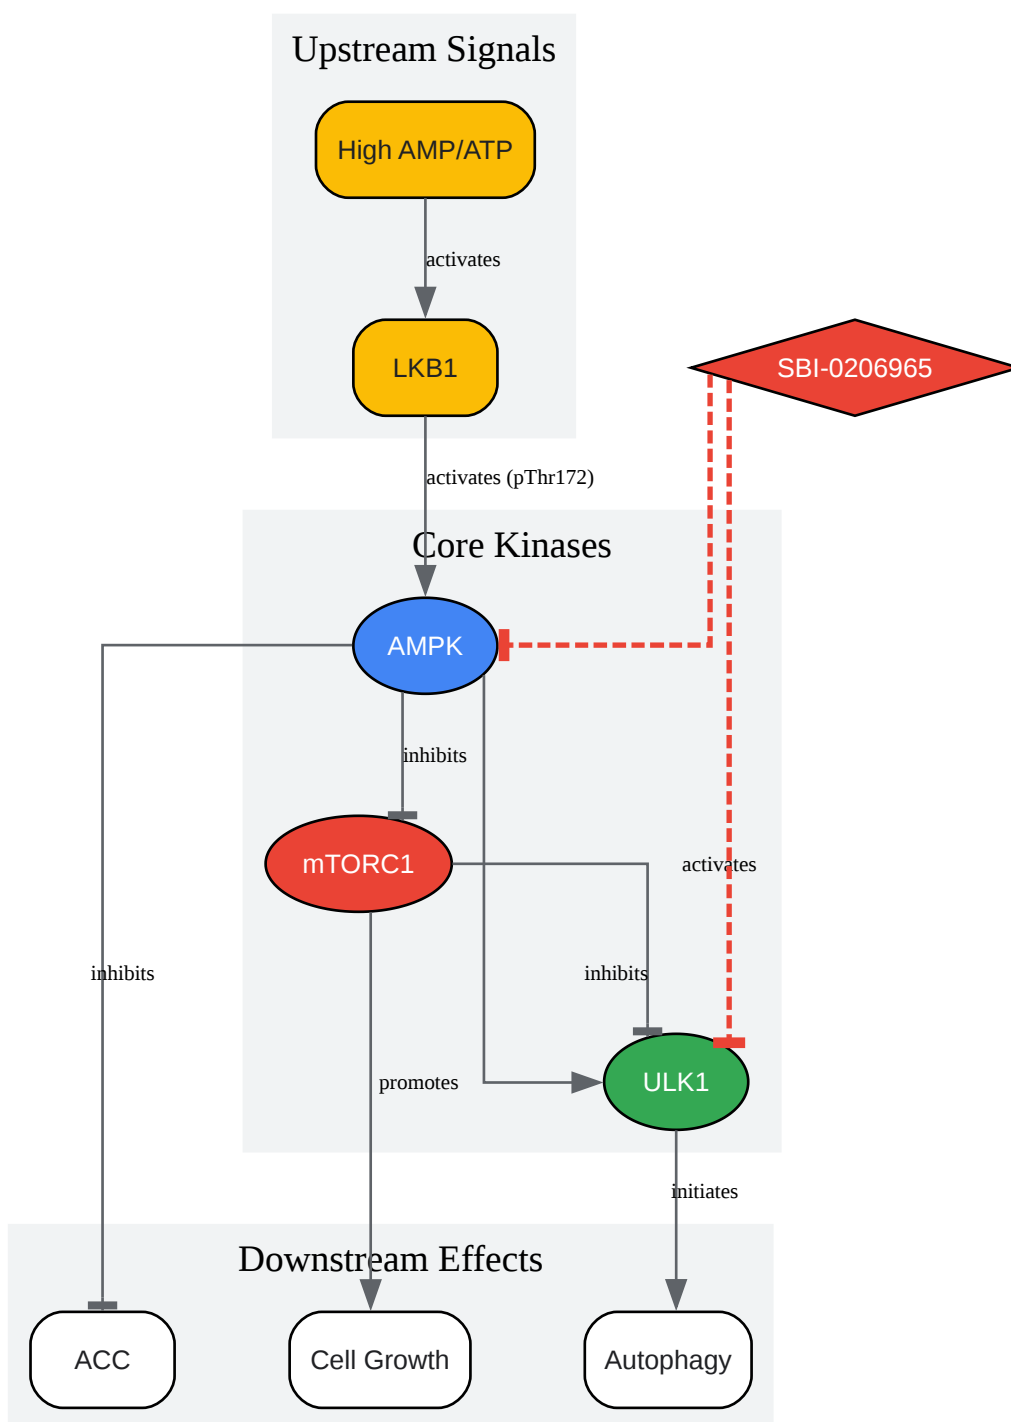 Upstream Signals
High AMP/ATP
activates
LKB1
SBI-0206965
activates (pThr172)
Core Kinases
AMPK
inhibits
mTORC1
activates
inhibits
inhibits
ULK1
promotes
initiates
Downstream Effects
ACC
Cell Growth
Autophagy